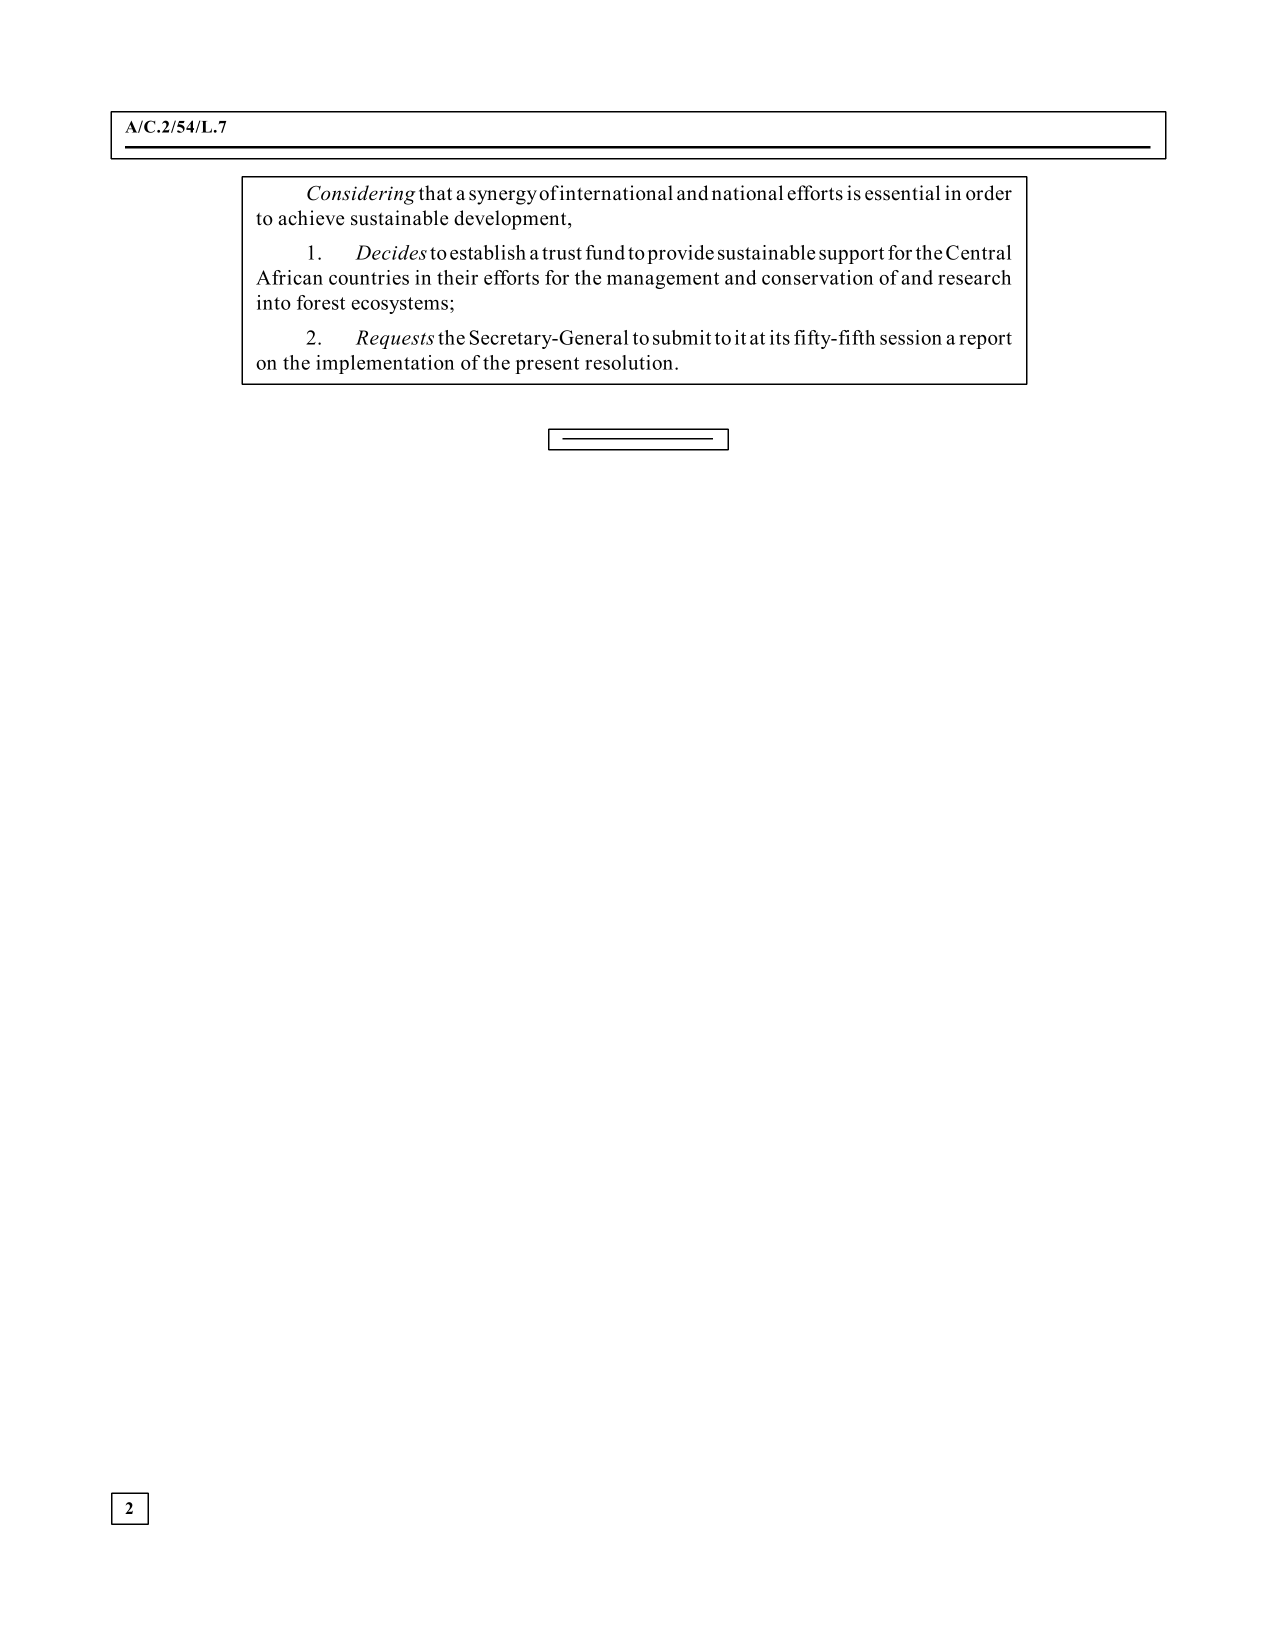 A/C.2/54/L.7
Considering that a synergy of international and national efforts is essential in order
to achieve sustainable development,
1. Decides to establish a trust fund to provide sustainable support for the Central
African countries in their efforts for the management and conservation of and research
into forest ecosystems;
2. Requests the Secretary-General to submit to it at its fifty-fifth session a report
on the implementation of the present resolution.
2